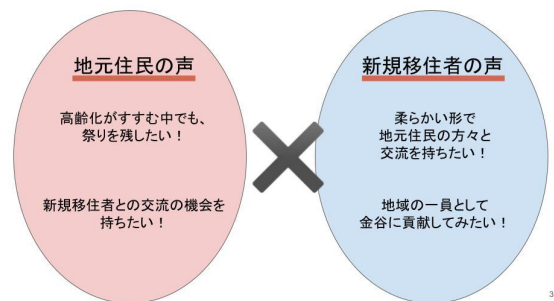 地元住民の声
高齢化がすすむ中でも、
祭りを残したい！
新規移住者との交流の機会を
持ちたい！
新規移住者の声
柔らかい形で
地元住民の方々と
交流を持ちたい！
地域の一員として
金谷に貢献してみたい！
3